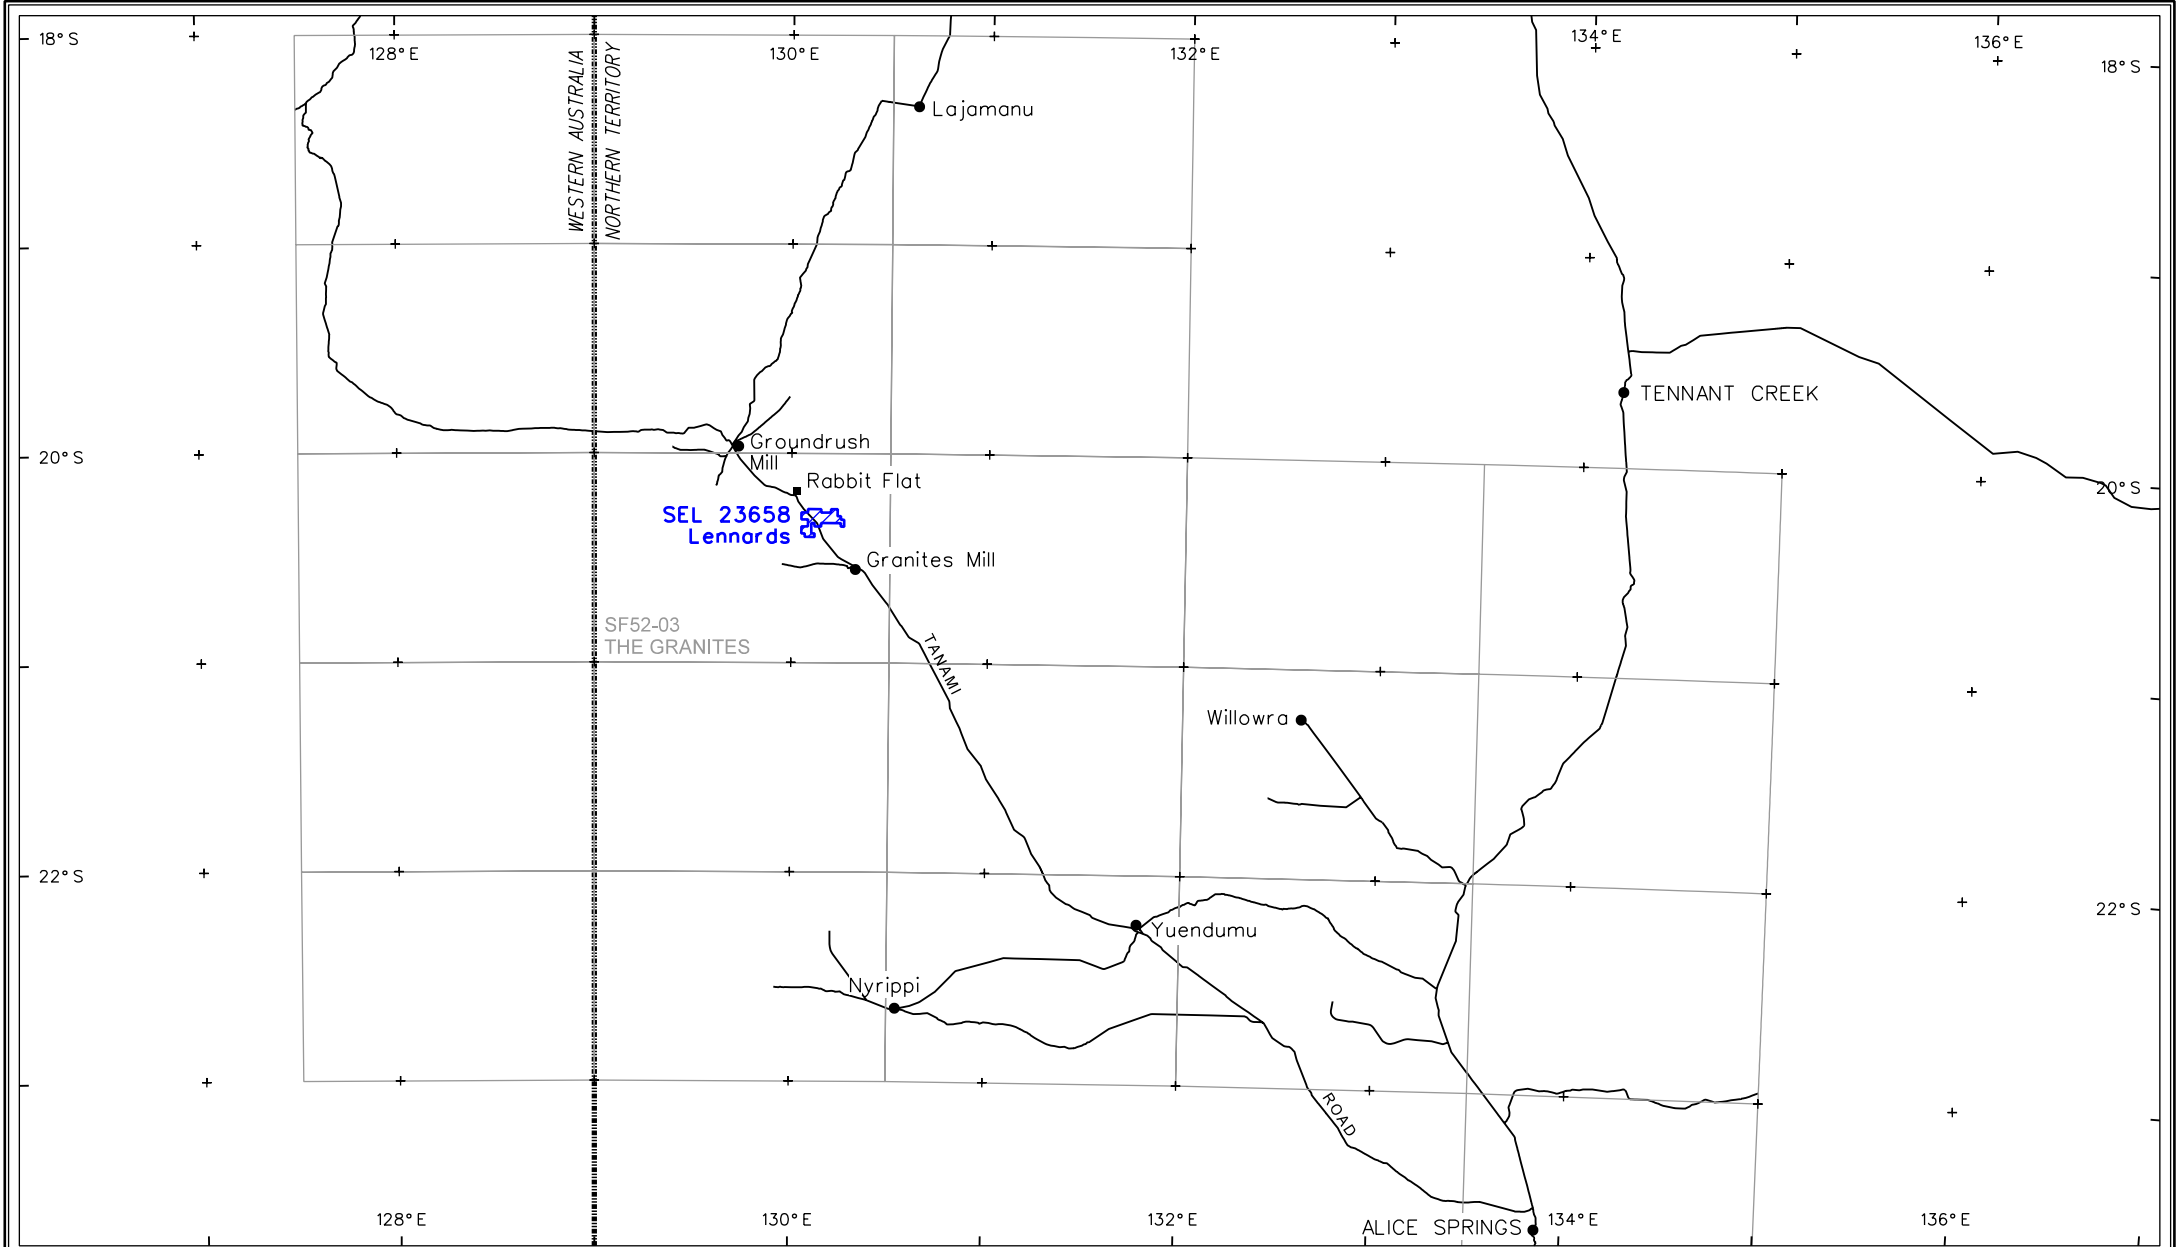 18°S
128°E
130°E
132°E
134°E
136°E
18°S
WESTERN AUSTRALIA
NORTHERN TERRITORY
Lajamanu
TENNANT CREEK
Groundrush
Mill
20°S
Rabbit Flat
20°S
SEL 23658
Lennards
Granites Mill
SF52-03
THE GRANITES
TANAMI
Willowra
22°S
22°S
Yuendumu
Nyrippi
ROAD
128°E
130°E
132°E
ALICE SPRINGS
134°E
136°E